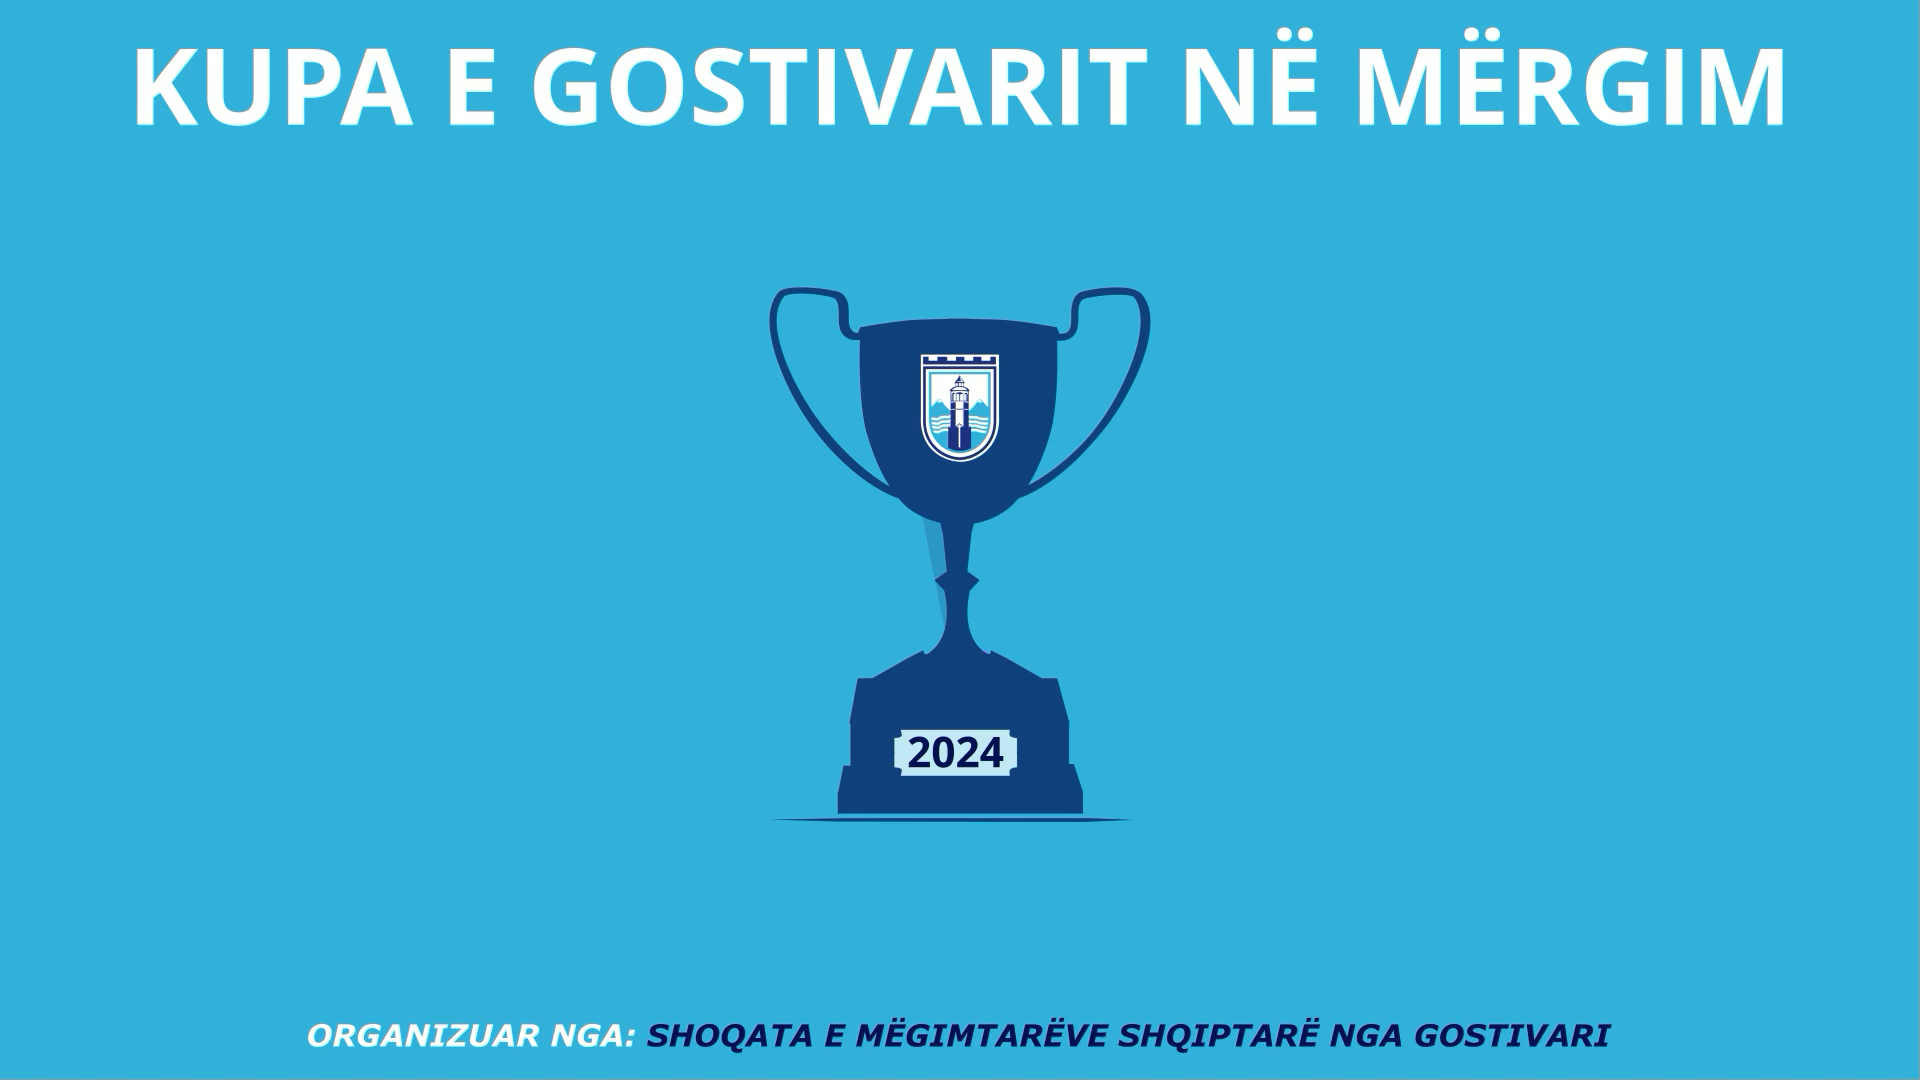 KUPA E GOSTIVARIT NË MËRGIM
2024
ORGANIZUAR NGA: SHOQATA E MËGIMTARËVE SHQIPTARË NGA GOSTIVARI